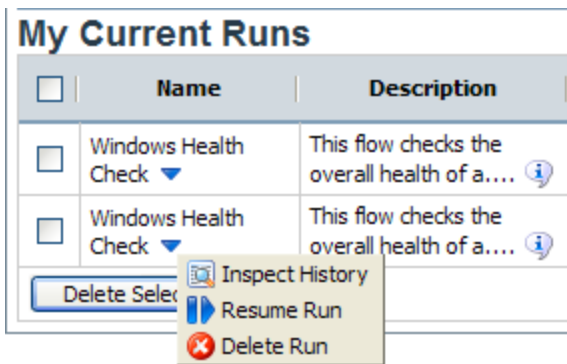 My Current Runs
Name Description
Windows Health This flow checks the
Check overall health of a....
Windows Health This flow checks the
Check overall health of a....
Inspect History
Delete Selec
Resume Run
Delete Run